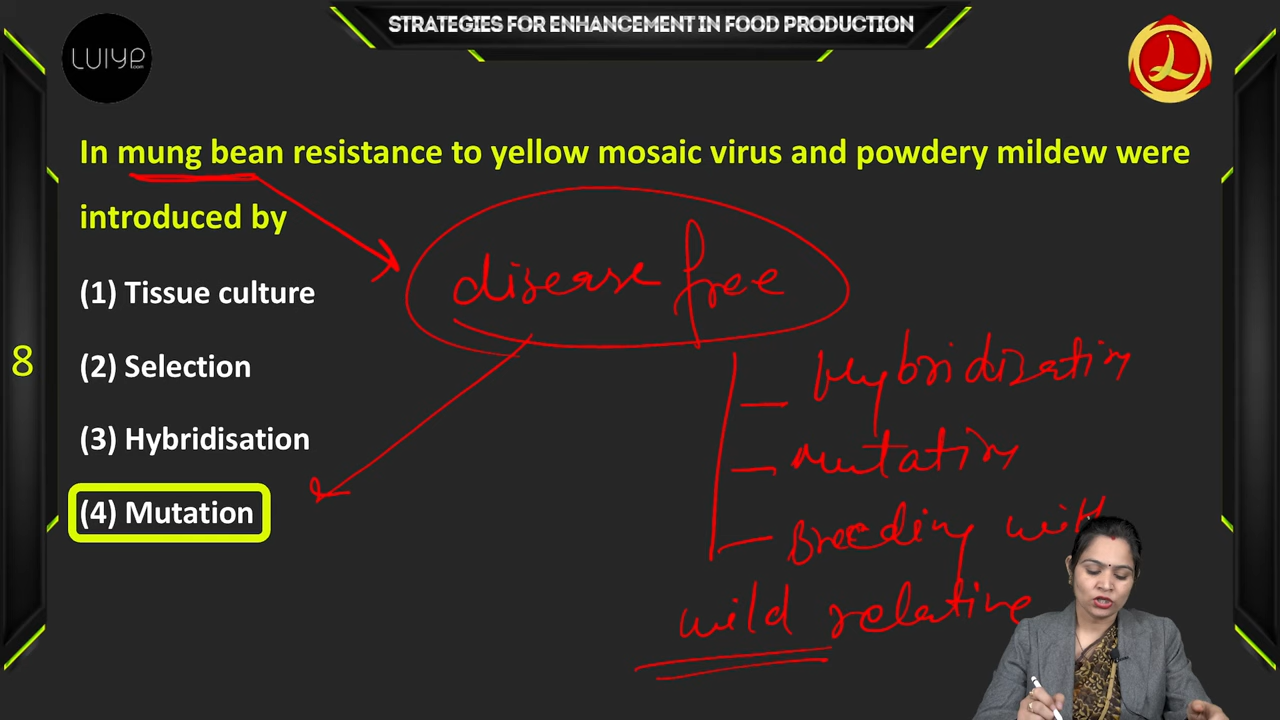 STRATEGIES FOR ENHANCEMENT IN FOOD PRODUCTION
LUIYP
.com
L
In mung bean resistance to yellow mosaic virus and powdery mildew were
introduced by
disease free
(1) Tissue culture
Hybridization
8
(2) Selection
(3) Hybridisation
Mutation
(4) Mutation
Breeding with
wild relative